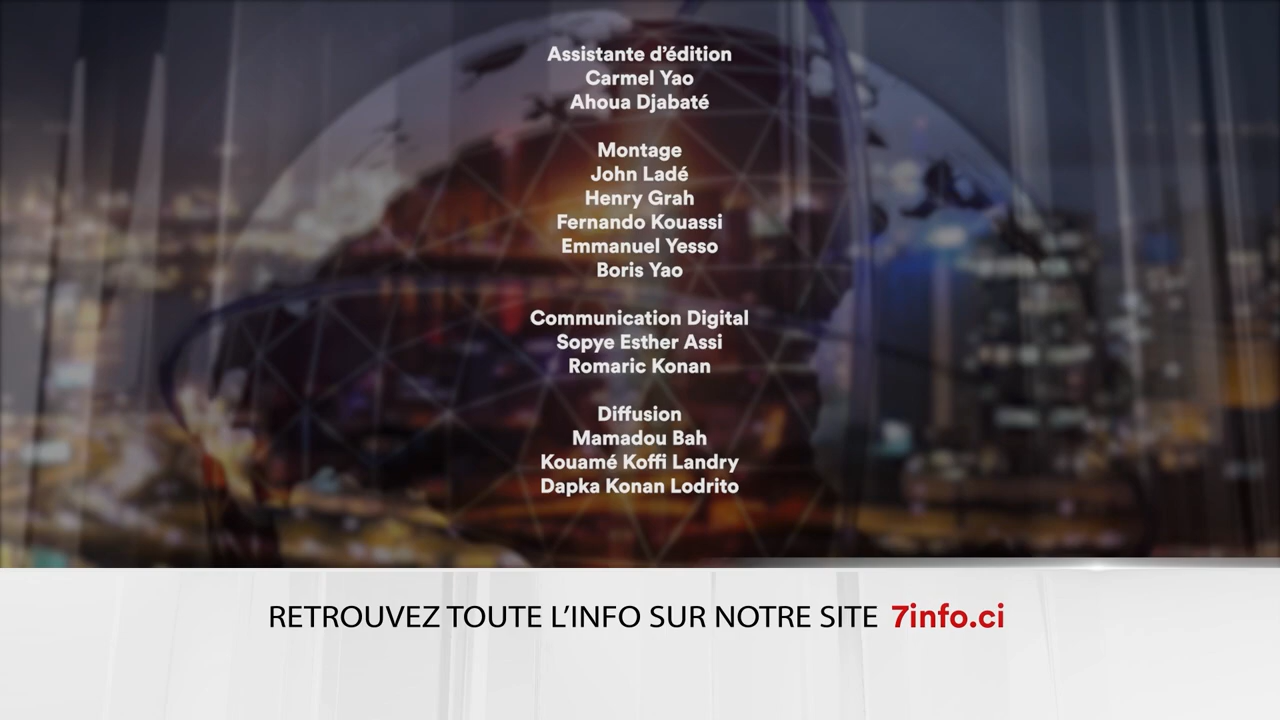 Assistante d'édition
Carmel Yao
Ahoua Djabaté
Montage
John Ladé
Henry Grah
Fernando Kouassi
Emmanuel Yesso
Boris Yao
Communication Digital
Sopye Esther Assi
Romaric Konan
Diffusion
Mamadou Bah
Kouamé Koffi Landry
Dapka Konan Lodrito
RETROUVEZ TOUTE L'INFO SUR NOTRE SITE 7info.ci